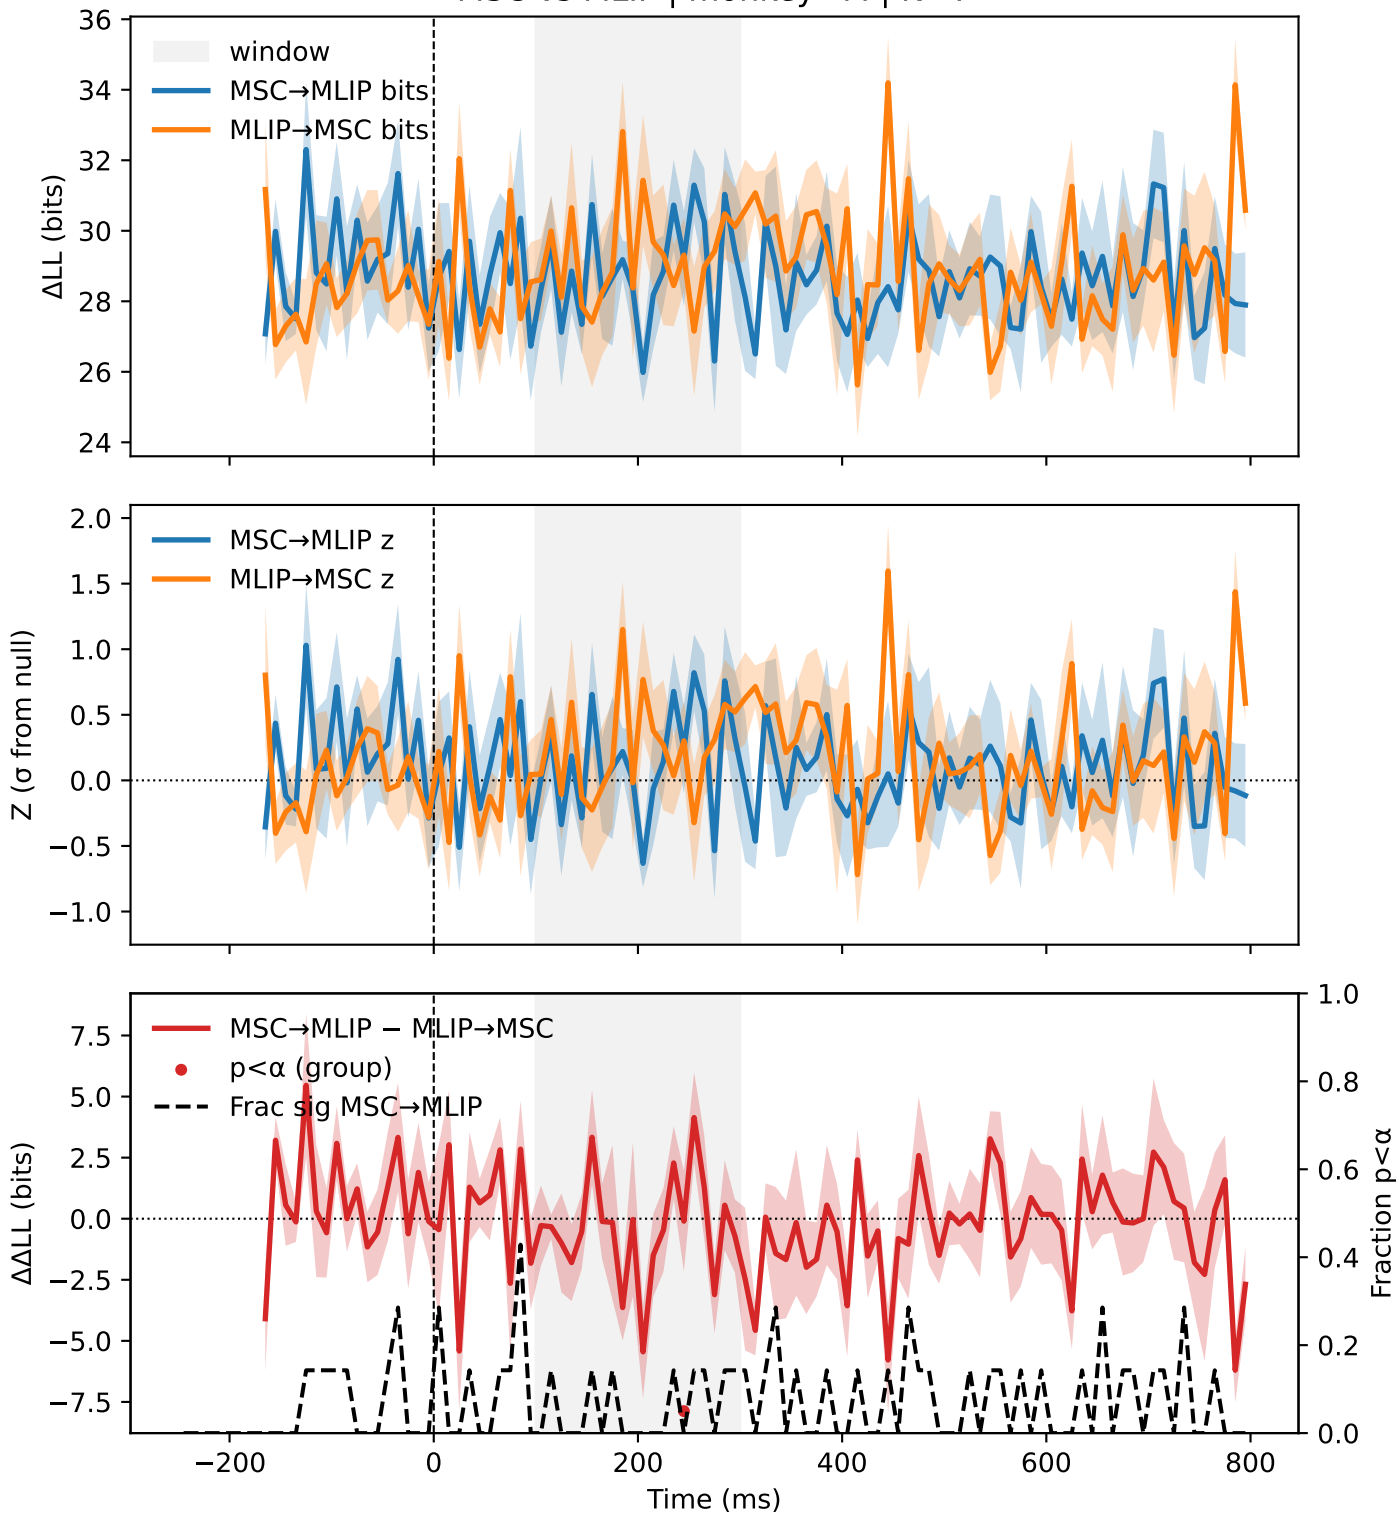 36
34
32
30
28
26
24
ΔLL (bits)
window
MSC→MLIP bits
MLIP→MSC bits
2.0
1.5
1.0
0.5
0.0
−0.5
−1.0
Z (σ from null)
MSC→MLIP z
MLIP→MSC z
7.5
5.0
2.5
0.0
−2.5
−5.0
−7.5
ΔΔLL (bits)
MSC→MLIP − MLIP→MSC
p<α (group)
Frac sig MSC→MLIP
1.0
0.8
0.6
0.4
0.2
0.0
Fraction p<α
−200
0
200
400
600
800
Time (ms)